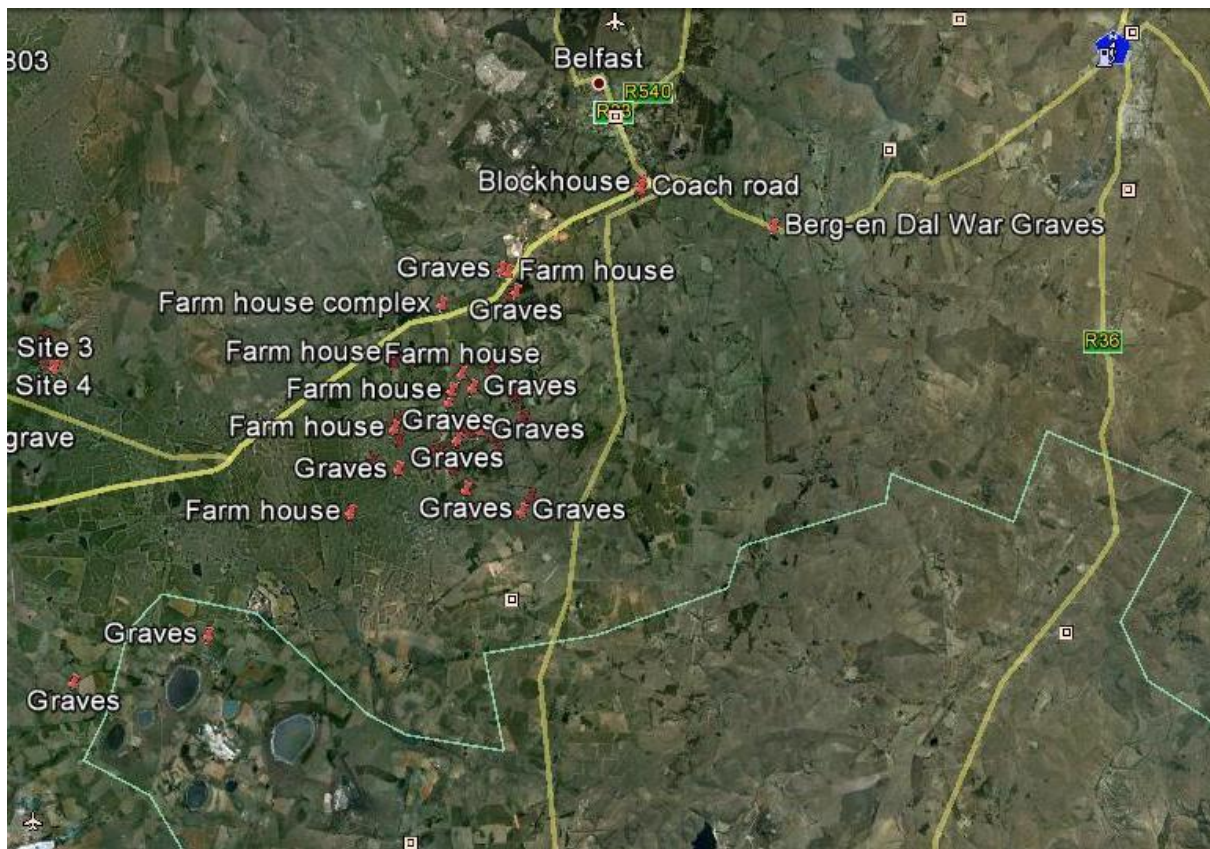 303
Belfast
R540
R33
Blockhouse
Coach road
Berg-en Dal War Graves
Graves
Farm house
Farm house complex
Graves
R36
Site 3
Farm house
Farm house
Site 4
Farm house
Graves
Farm house
Graves
Graves
grave
Graves
Graves
Farm house
Graves
Graves
Graves
Graves